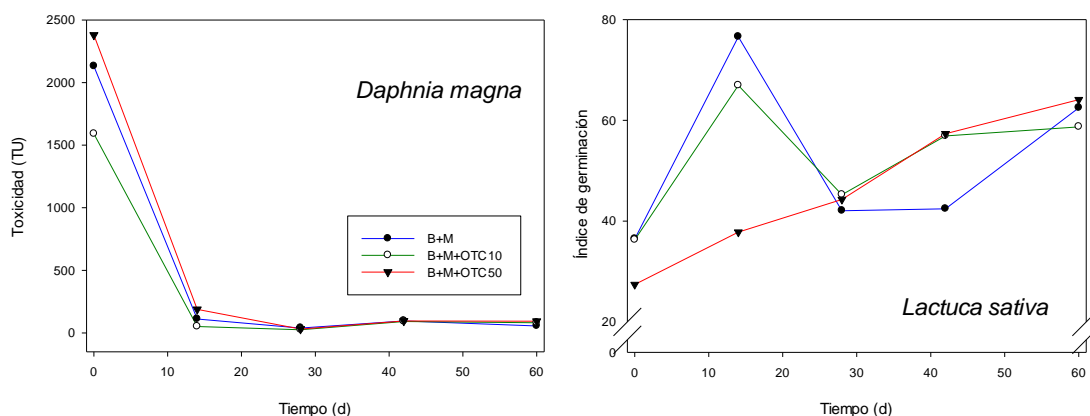 2500
2000
1500
1000
500
0
Toxicidad (TU)
Daphnia magna
B+M
B+M+OTC10
B+M+OTC50
0 10 20 30 40 50 60
Tiempo (d)
80
60
40
20
0
Índice de germinación
Lactuca sativa
0 10 20 30 40 50 60
Tiempo (d)